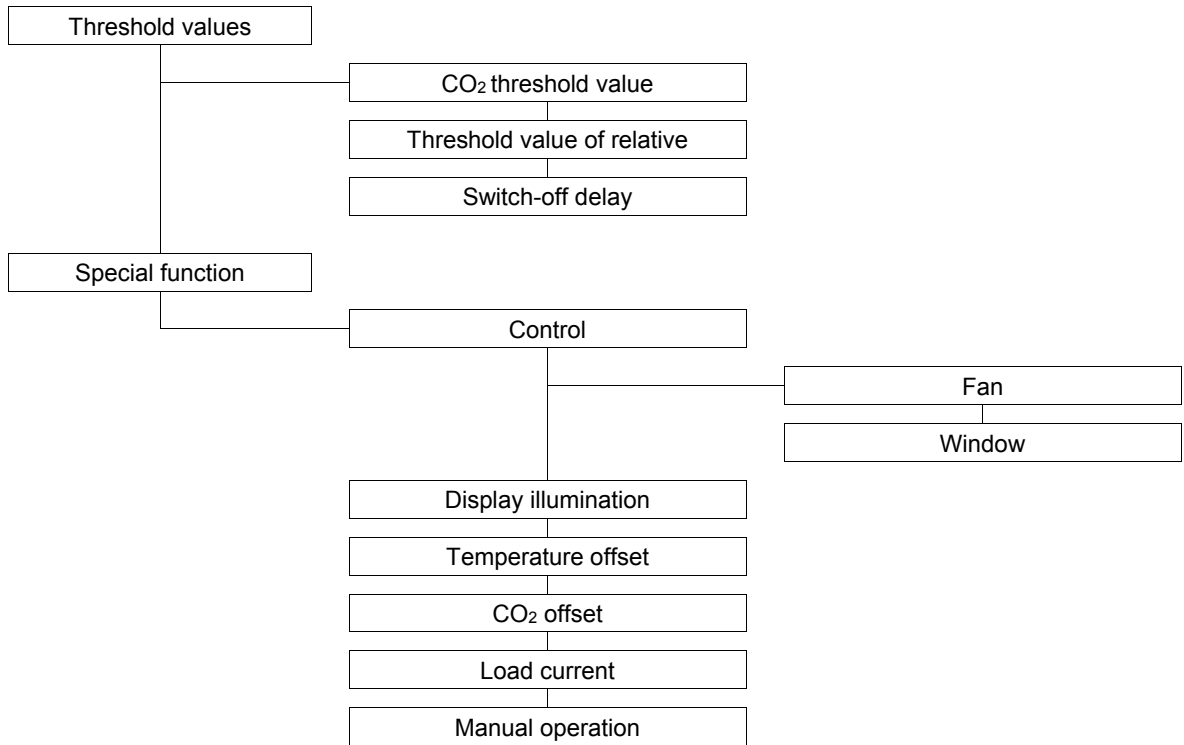 Threshold values
CO₂ threshold value
Threshold value of relative
Switch-off delay
Special function
Control
Fan
Window
Display illumination
Temperature offset
CO₂ offset
Load current
Manual operation